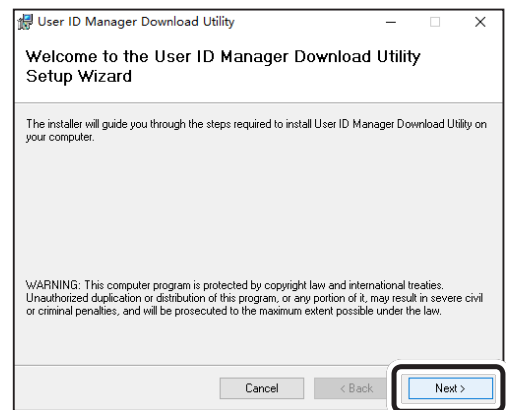 User ID Manager Download Utility
Welcome to the User ID Manager Download Utility
Setup Wizard
The installer will guide you through the steps required to install User ID Manager Download Utility on
your computer.
WARNING: This computer program is protected by copyright law and international treaties.
Unauthorized duplication or distribution of this program, or any portion of it, may result in severe civil
or criminal penalties, and will be prosecuted to the maximum extent possible under the law.
Cancel
< Back
Next >